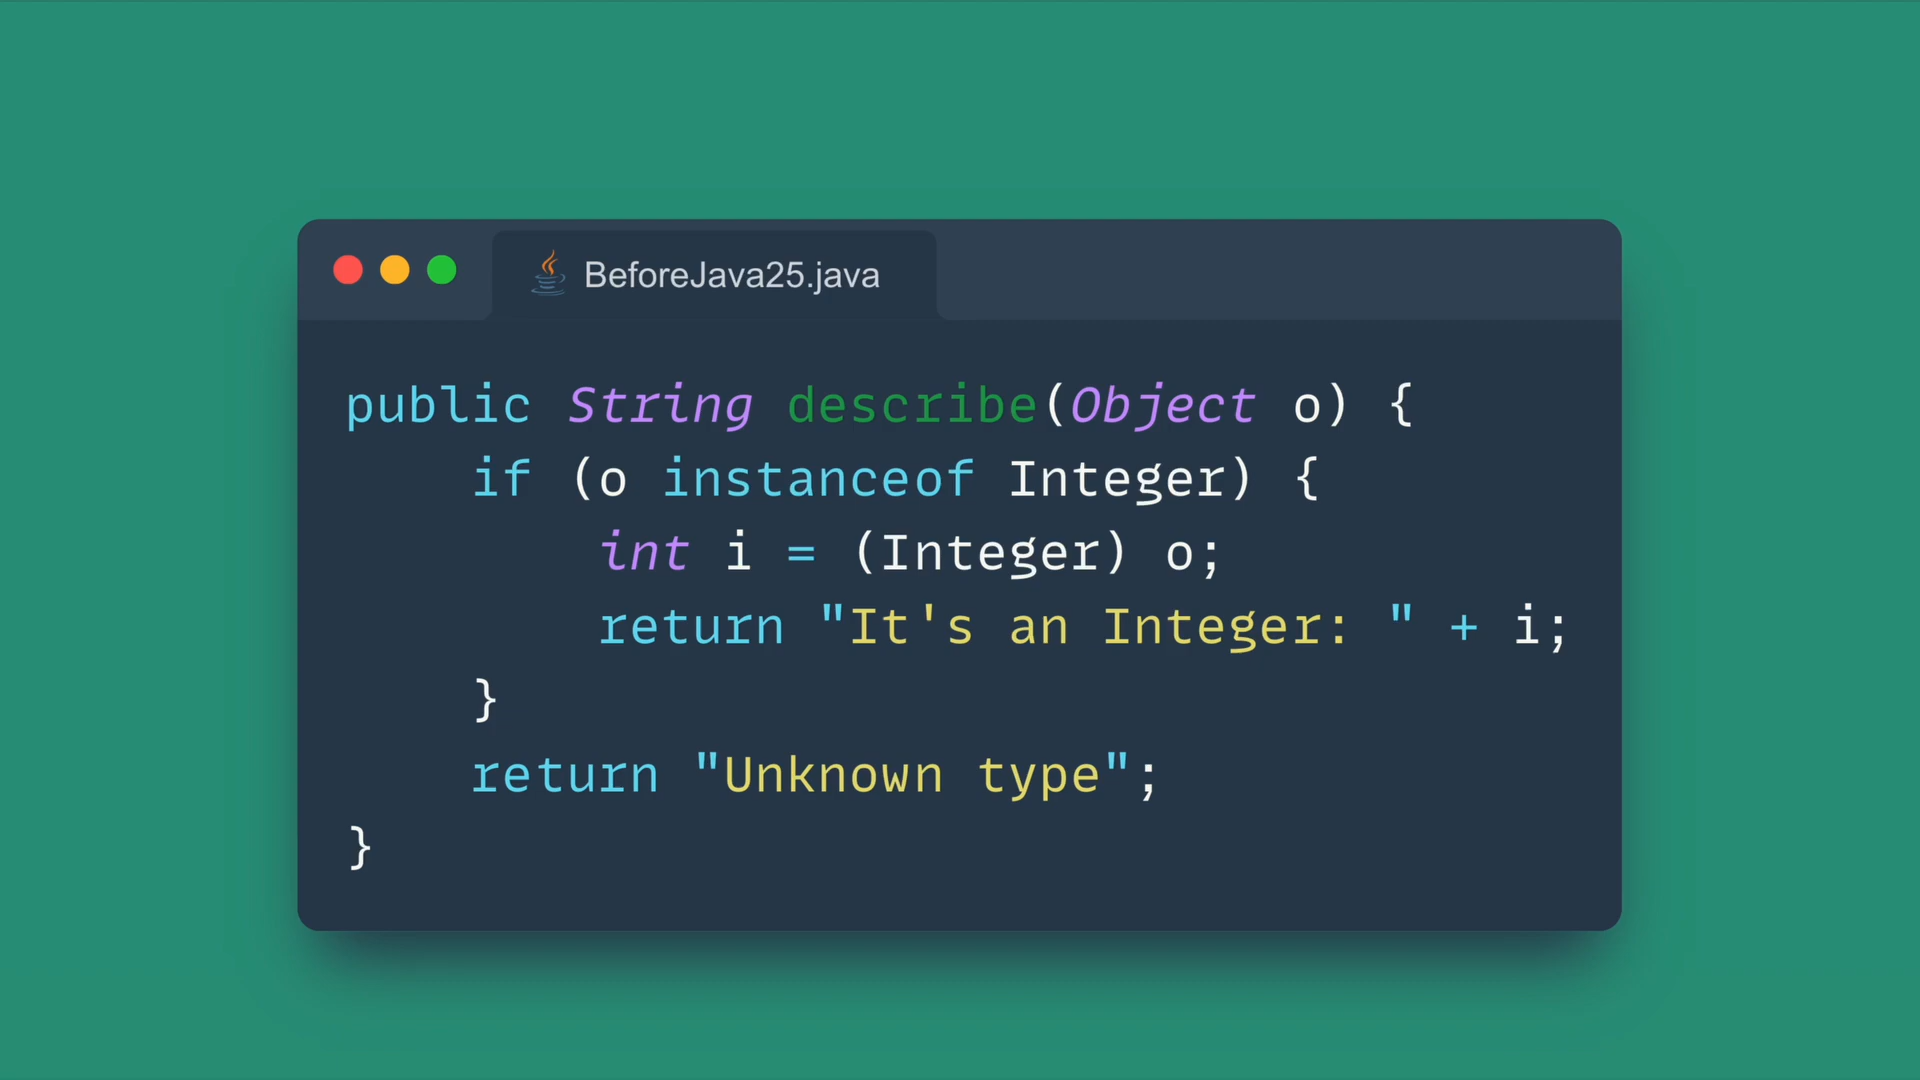 BeforeJava25.java
public String describe(Object o) {
    if (o instanceof Integer) {
        int i = (Integer) o;
        return "It's an Integer: " + i;
    }
    return "Unknown type";
}